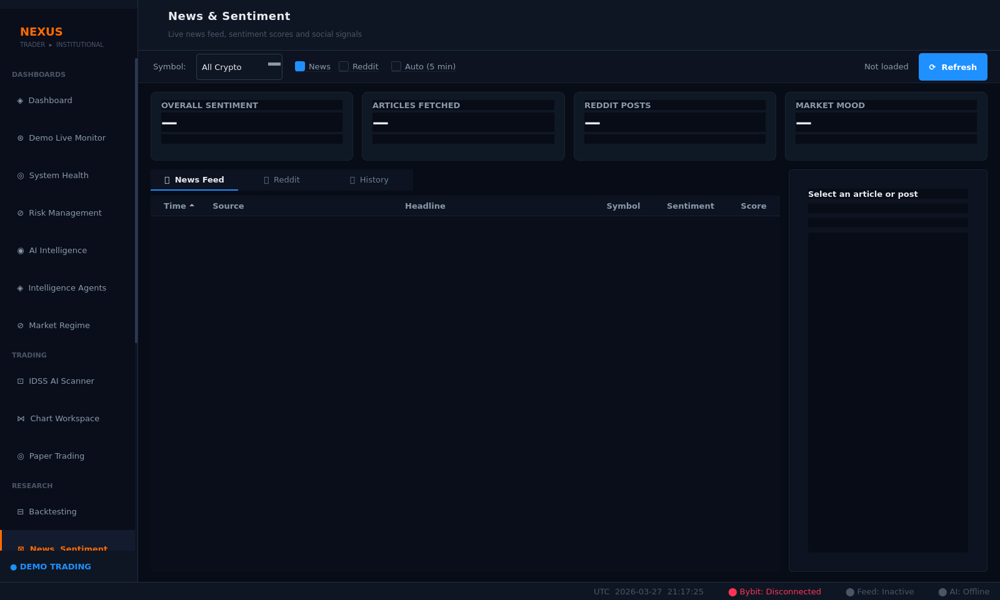 NEXUS
TRADER ▸ INSTITUTIONAL
DASHBOARDS
◈ Dashboard
⊛ Demo Live Monitor
◎ System Health
⊘ Risk Management
◉ AI Intelligence
◈ Intelligence Agents
⊘ Market Regime
TRADING
⊡ IDSS AI Scanner
⋈ Chart Workspace
◎ Paper Trading
RESEARCH
⊟ Backtesting
⊠ News Sentiment
● DEMO TRADING
News & Sentiment
Live news feed, sentiment scores and social signals
Symbol: All Crypto News Reddit Auto (5 min) Not loaded ⟳ Refresh
OVERALL SENTIMENT
—
ARTICLES FETCHED
—
REDDIT POSTS
—
MARKET MOOD
—
News Feed Reddit History
Time Source Headline Symbol Sentiment Score
Select an article or post
UTC 2026-03-27 21:17:25 ● Bybit: Disconnected ● Feed: Inactive ● AI: Offline